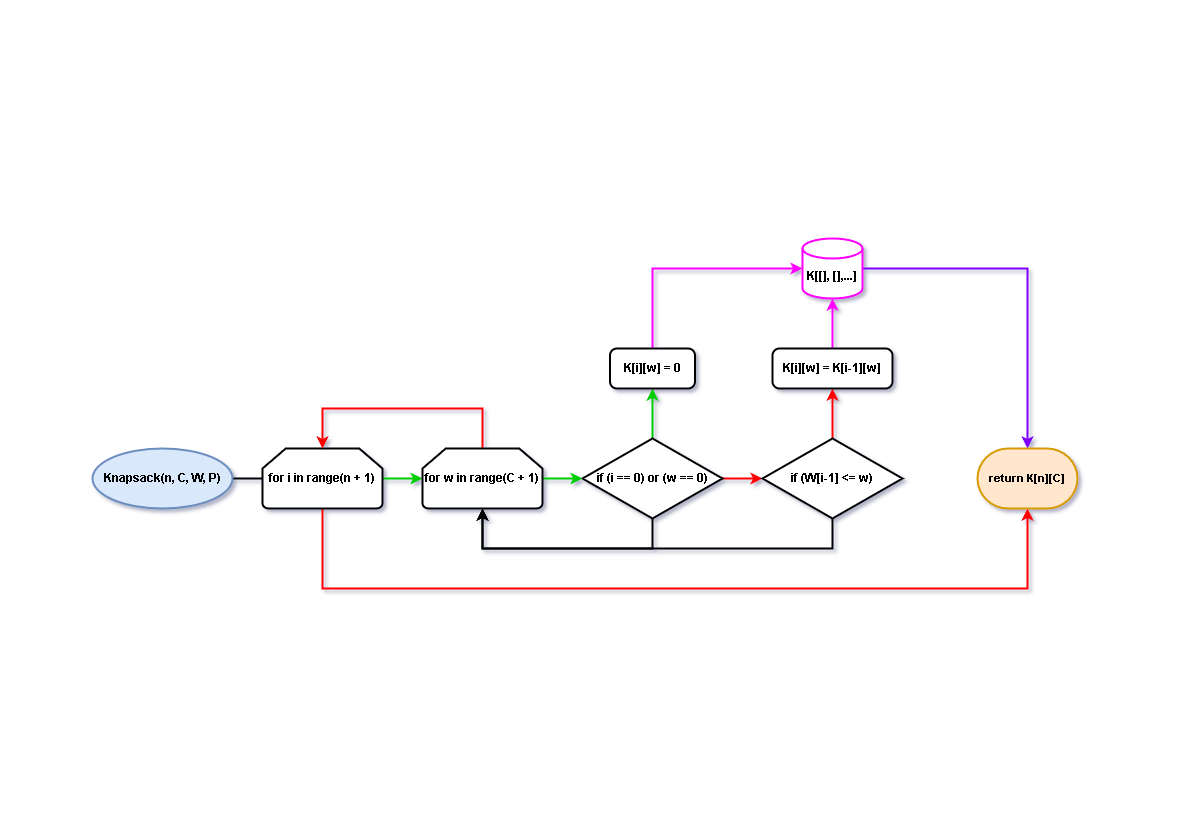 K[[], [],...]
K[i][w] = 0
K[i][w] = K[i-1][w]
Knapsack(n, C, W, P)
for i in range(n + 1)
for w in range(C + 1)
if (i == 0) or (w == 0)
if (W[i-1] <= w)
return K[n][C]